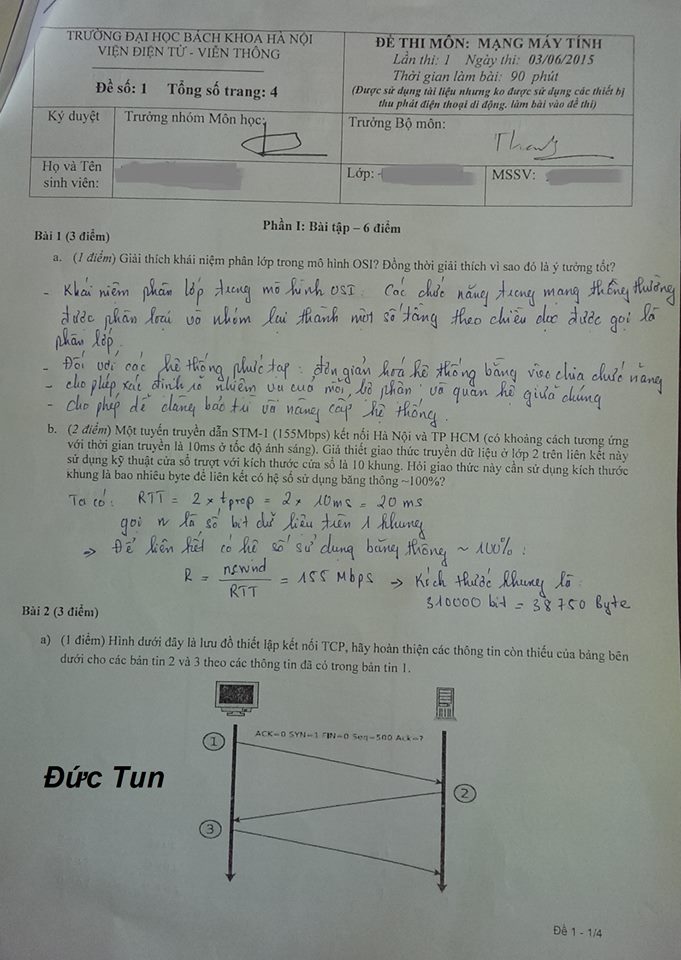 TRƯỜNG ĐẠI HỌC BÁCH KHOA HÀ NỘI
VIỆN ĐIỆN TỬ - VIỄN THÔNG
Đề số: 1 Tổng số trang: 4
ĐỀ THI MÔN: MẠNG MÁY TÍNH
Lần thi: 1 Ngày thi: 03/06/2015
Thời gian làm bài: 90 phút
(Được sử dụng tài liệu nhưng ko được sử dụng các thiết bị
thu phát điện thoại di động. làm bài vào đề thi)
Ký duyệt
Trưởng nhóm Môn học:
Trưởng Bộ môn:
Họ và Tên
sinh viên:
Lớp:
MSSV:
Phần I: Bài tập – 6 điểm
Bài 1 (3 điểm)
a. (1 điểm) Giải thích khái niệm phân lớp trong mô hình OSI? Đồng thời giải thích vì sao đó là ý tưởng tốt?
- Khái niệm phân lớp trong mô hình OSI: Các chức năng trong mạng thông thường
được phân loại và nhóm lại thành một số tầng theo chiều dọc được gọi là
phân lớp.
- Đối với các hệ thống phức tạp: đơn giản hoá hệ thống bằng việc chia chức năng
- cho phép xác định rõ nhiệm vụ của mỗi bộ phận và quan hệ giữa chúng
- cho phép dễ dàng bảo trì và nâng cấp hệ thống.
b. (2 điểm) Một tuyến truyền dẫn STM-1 (155Mbps) kết nối Hà Nội và TP HCM (có khoảng cách tương ứng
với thời gian truyền là 10ms ở tốc độ ánh sáng). Giả thiết giao thức truyền dữ liệu ở lớp 2 trên liên kết này
sử dụng kỹ thuật cửa sổ trượt với kích thước cửa sổ là 10 khung. Hỏi giao thức này cần sử dụng kích thước
khung là bao nhiêu byte để liên kết có hệ số sử dụng băng thông ~100%?
Ta có: RTT = 2 × tprop = 2 × 10ms = 20 ms
gọi n là số bit dữ liệu trên 1 khung
⇒ Để liên kết có hệ số sử dụng băng thông ~ 100% :
R = nswnd / RTT = 155 Mbps ⇒ Kích thước khung là:
310000 bit = 38750 Byte
Bài 2 (3 điểm)
a) (1 điểm) Hình dưới đây là lưu đồ thiết lập kết nối TCP, hãy hoàn thiện các thông tin còn thiếu của bảng bên
dưới cho các bản tin 2 và 3 theo các thông tin đã có trong bản tin 1.
ACK=0 SYN=1 FIN=0 Seq=500 Ack=?
1
2
3
Đức Tun
Đề 1 - 1/4